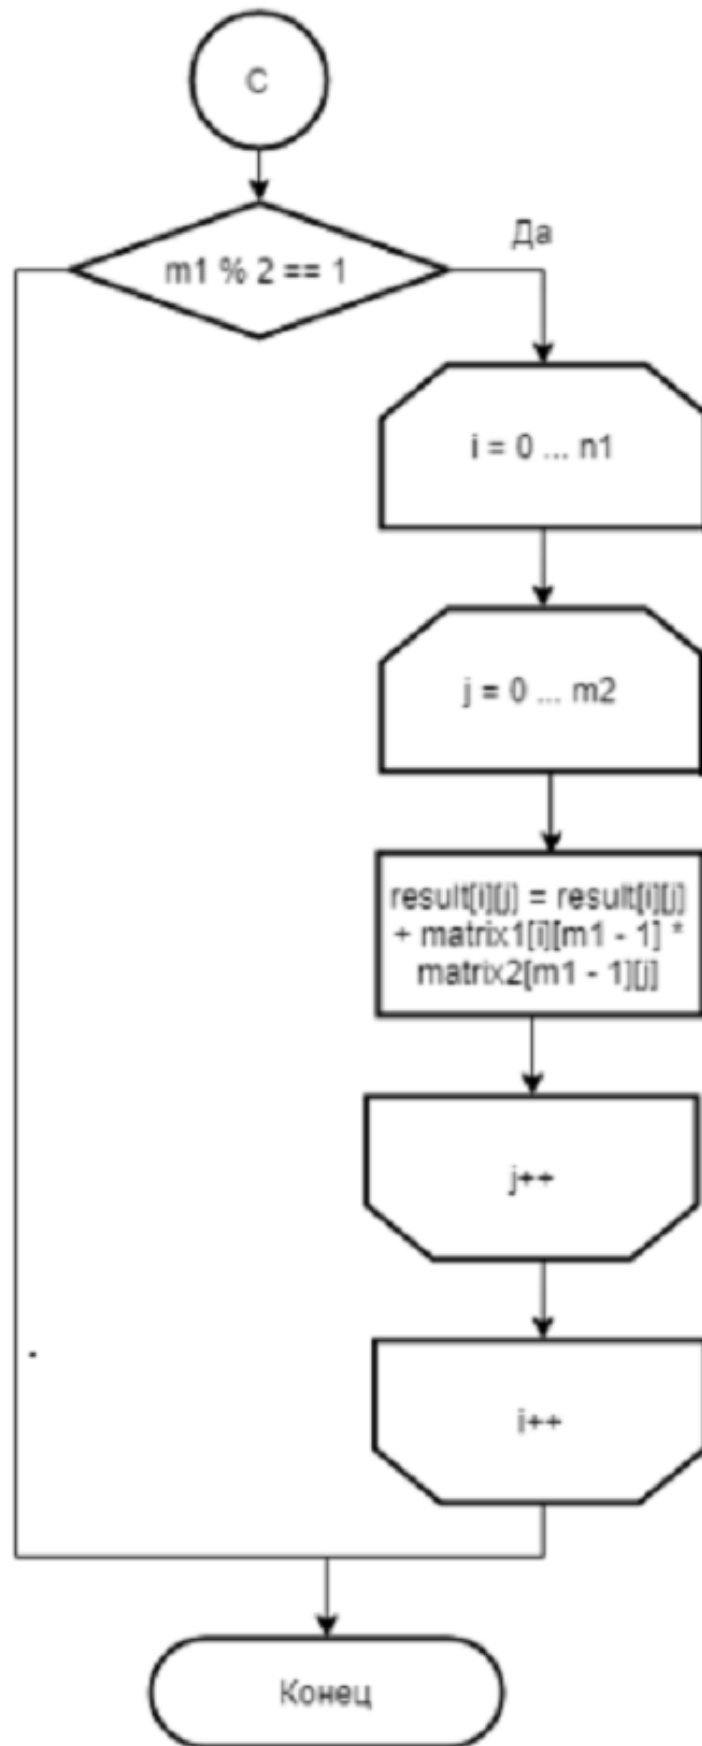 С
m1 % 2 == 1
Да
i = 0 ... n1
j = 0 ... m2
result[i][j] = result[i][j]
+ matrix1[i][m1 - 1] *
matrix2[m1 - 1][j]
j++
i++
Конец